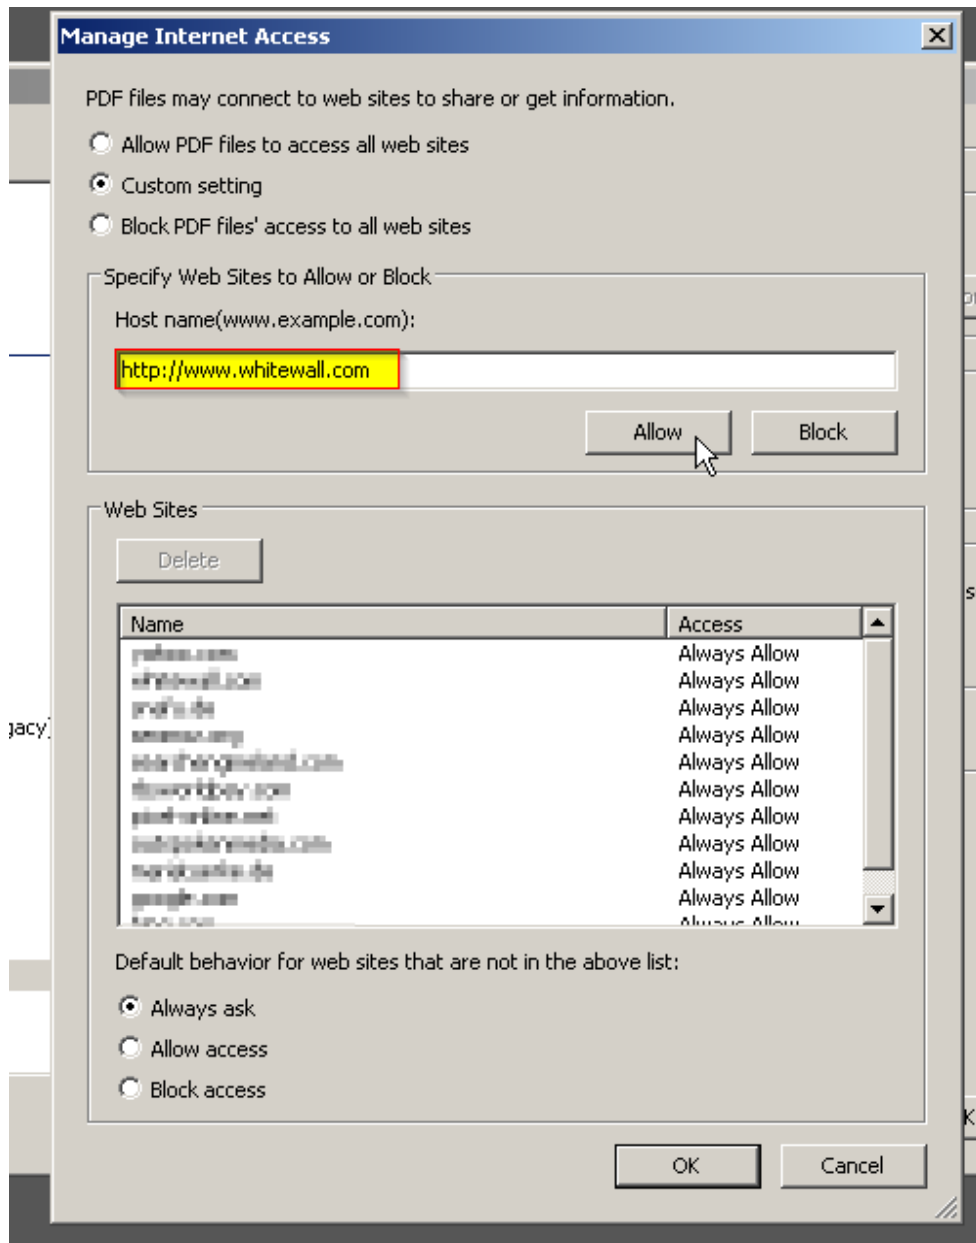 Manage Internet Access
PDF files may connect to web sites to share or get information.
Allow PDF files to access all web sites
Custom setting
Block PDF files' access to all web sites
Specify Web Sites to Allow or Block
Host name(www.example.com):
http://www.whitewall.com
Allow Block
Web Sites
Delete
Name Access
Always Allow
Always Allow
Always Allow
Always Allow
Always Allow
Always Allow
Always Allow
Always Allow
Always Allow
Always Allow
Always Allow
Default behavior for web sites that are not in the above list:
Always ask
Allow access
Block access
OK Cancel